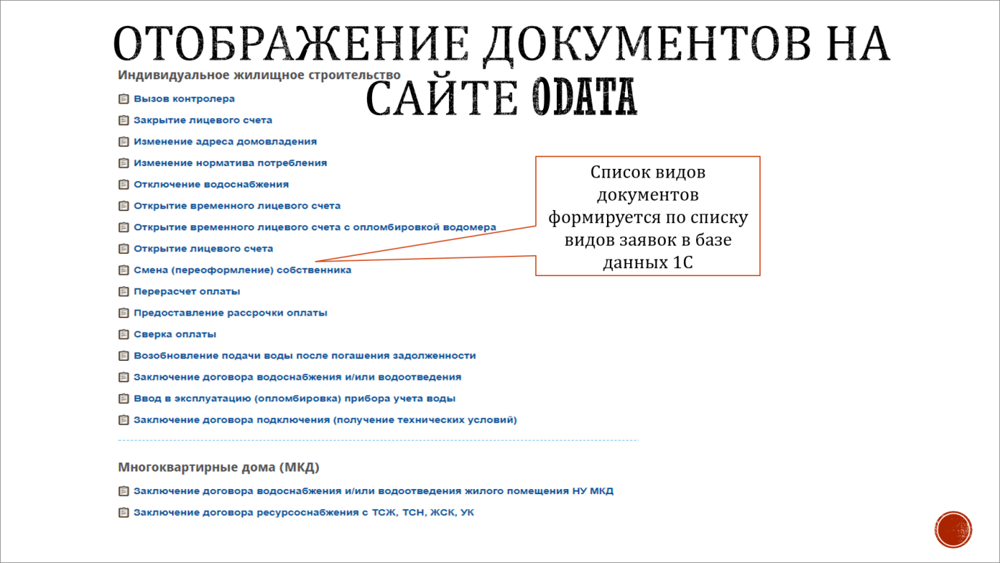 ОТОБРАЖЕНИЕ ДОКУМЕНТОВ НА
САЙТЕ ODATA
Индивидуальное жилищное строительство
Вызов контролера
Закрытие лицевого счета
Изменение адреса домовладения
Изменение норматива потребления
Отключение водоснабжения
Открытие временного лицевого счета
Открытие временного лицевого счета с опломбировкой водомера
Открытие лицевого счета
Смена (переоформление) собственника
Перерасчет оплаты
Предоставление рассрочки оплаты
Сверка оплаты
Возобновление подачи воды после погашения задолженности
Заключение договора водоснабжения и/или водоотведения
Ввод в эксплуатацию (опломбировка) прибора учета воды
Заключение договора подключения (получение технических условий)
Многоквартирные дома (МКД)
Заключение договора водоснабжения и/или водоотведения жилого помещения НУ МКД
Заключение договора ресурсоснабжения с ТСЖ, ТСН, ЖСК, УК
Список видов
документов
формируется по списку
видов заявок в базе
данных 1С